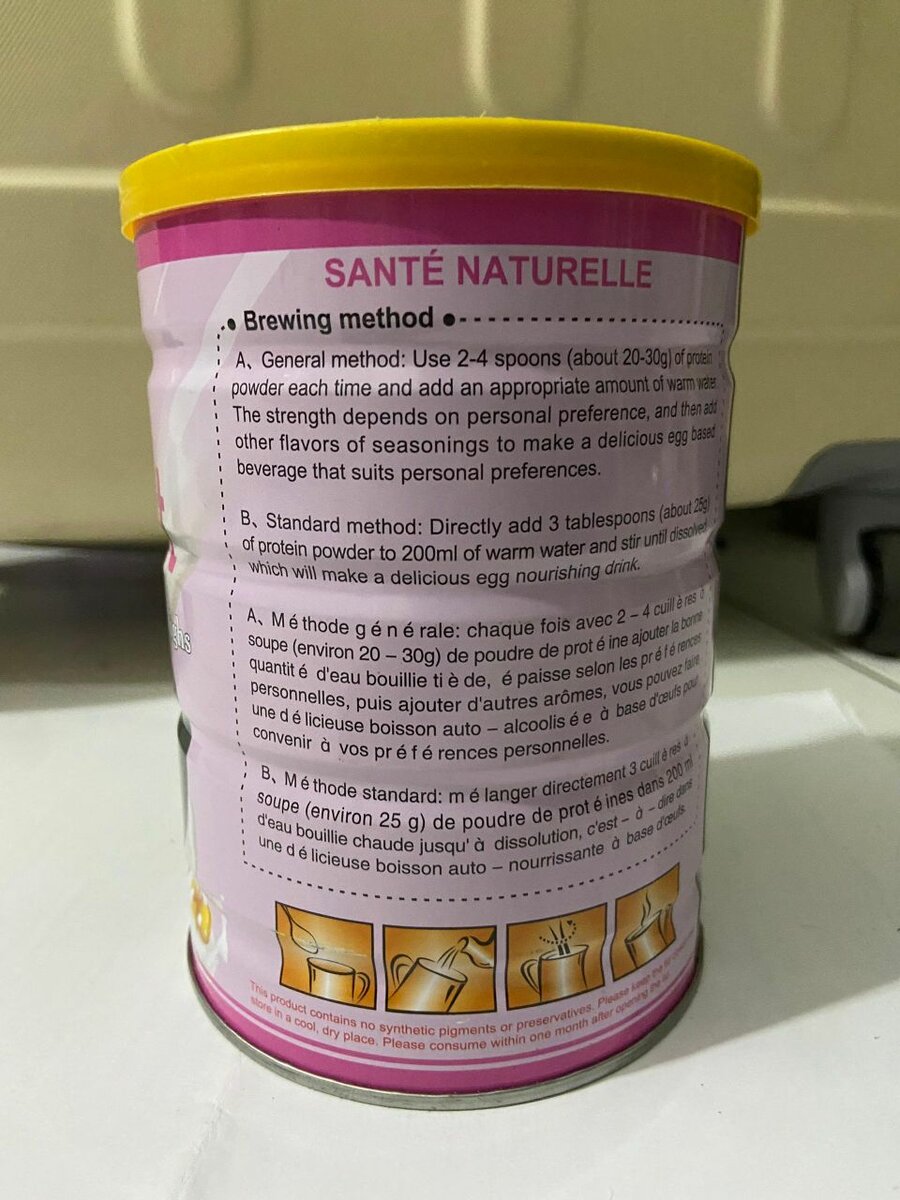 SANTÉ NATURELLE
• Brewing method •
A、General method: Use 2-4 spoons (about 20-30g) of protein
powder each time and add an appropriate amount of warm water.
The strength depends on personal preference, and then add
other flavors of seasonings to make a delicious egg based
beverage that suits personal preferences.
B、Standard method: Directly add 3 tablespoons (about 25g)
of protein powder to 200ml of warm water and stir until dissolved
which will make a delicious egg nourishing drink.
A、M é thode g é n é rale: chaque fois avec 2 – 4 cuill è res à
soupe (environ 20 – 30g) de poudre de prot é ine ajouter la bonne
quantit é d'eau bouillie ti è de, é paisse selon les pr é f é rences
personnelles, puis ajouter d'autres arômes, vous pouvez faire
une d é licieuse boisson auto – alcoolis é e à base d'œufs pour
convenir à vos pr é f é rences personnelles.
B、M é thode standard: m é langer directement 3 cuill è res à
soupe (environ 25 g) de poudre de prot é ines dans 200 ml
d'eau bouillie chaude jusqu' à dissolution, c'est – à – dire dans
une d é licieuse boisson auto – nourrissante à base d'œufs.
This product contains no synthetic pigments or preservatives. Please keep the
store in a cool, dry place. Please consume within one month after opening the